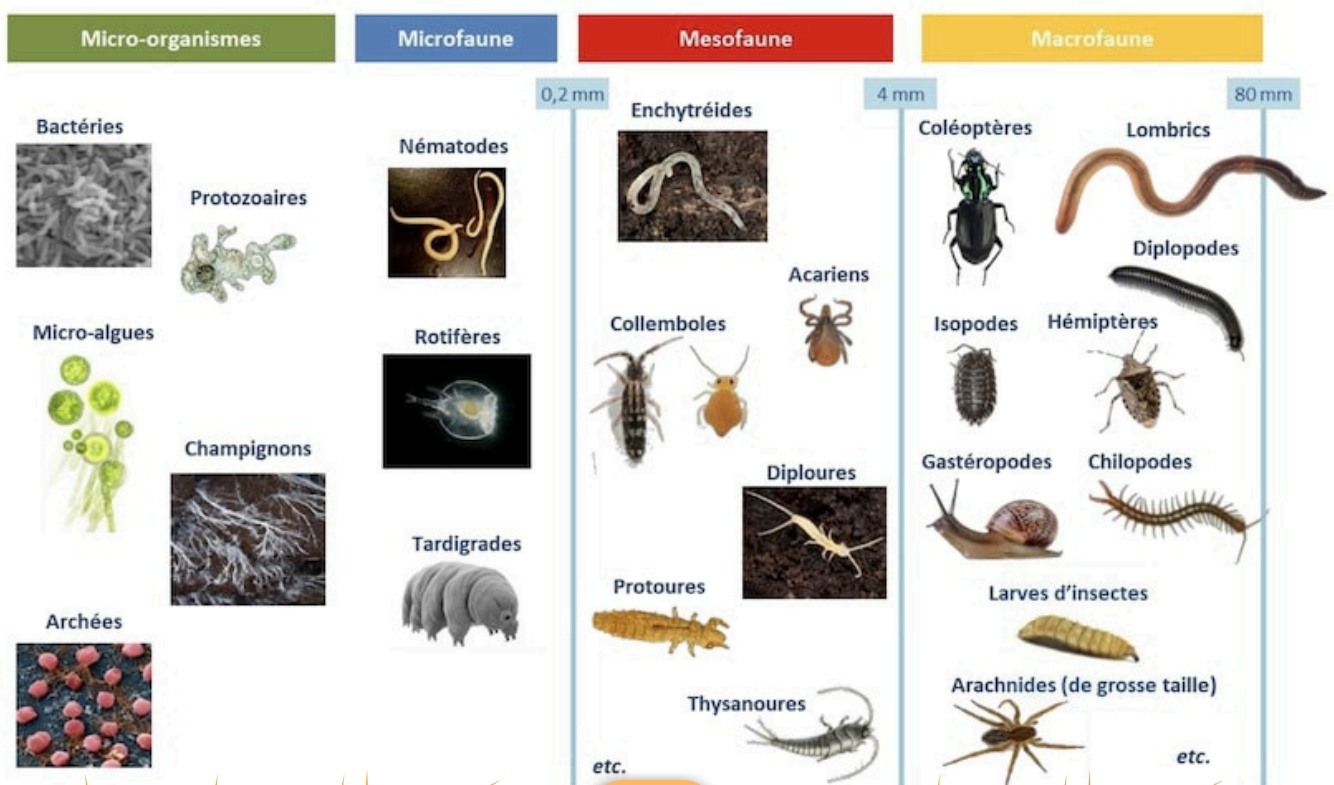 Micro-organismes
Microfaune
Mesofaune
Macrofaune
0,2 mm
4 mm
80 mm
Bactéries
Protozoaires
Micro-algues
Champignons
Archées
Nématodes
Rotifères
Tardigrades
Enchytréides
Acariens
Collemboles
Diploures
Protoures
Thysanoures
etc.
Coléoptères
Lombrics
Diplopodes
Isopodes
Hémiptères
Gastéropodes
Chilopodes
Larves d’insectes
Arachnides (de grosse taille)
etc.